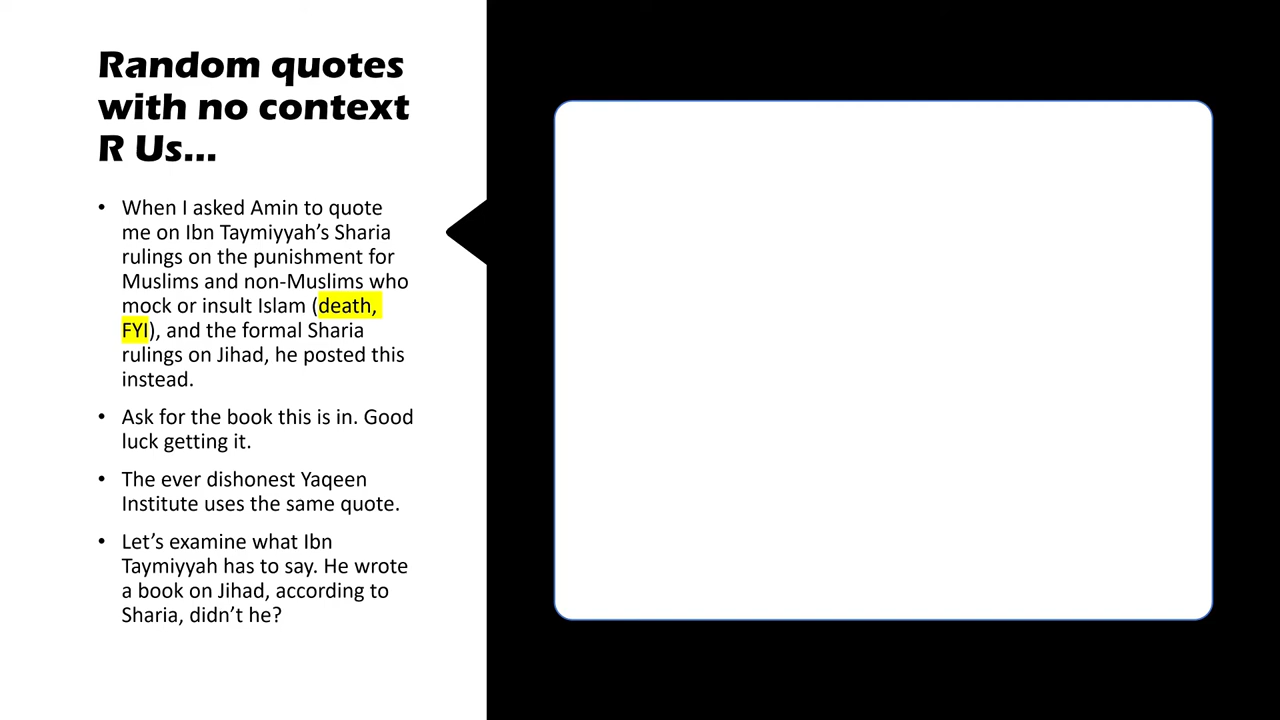 Random quotes
with no context
R Us...
• When I asked Amin to quote
me on Ibn Taymiyyah’s Sharia
rulings on the punishment for
Muslims and non-Muslims who
mock or insult Islam (death,
FYI), and the formal Sharia
rulings on Jihad, he posted this
instead.
• Ask for the book this is in. Good
luck getting it.
• The ever dishonest Yaqeen
Institute uses the same quote.
• Let’s examine what Ibn
Taymiyyah has to say. He wrote
a book on Jihad, according to
Sharia, didn’t he?